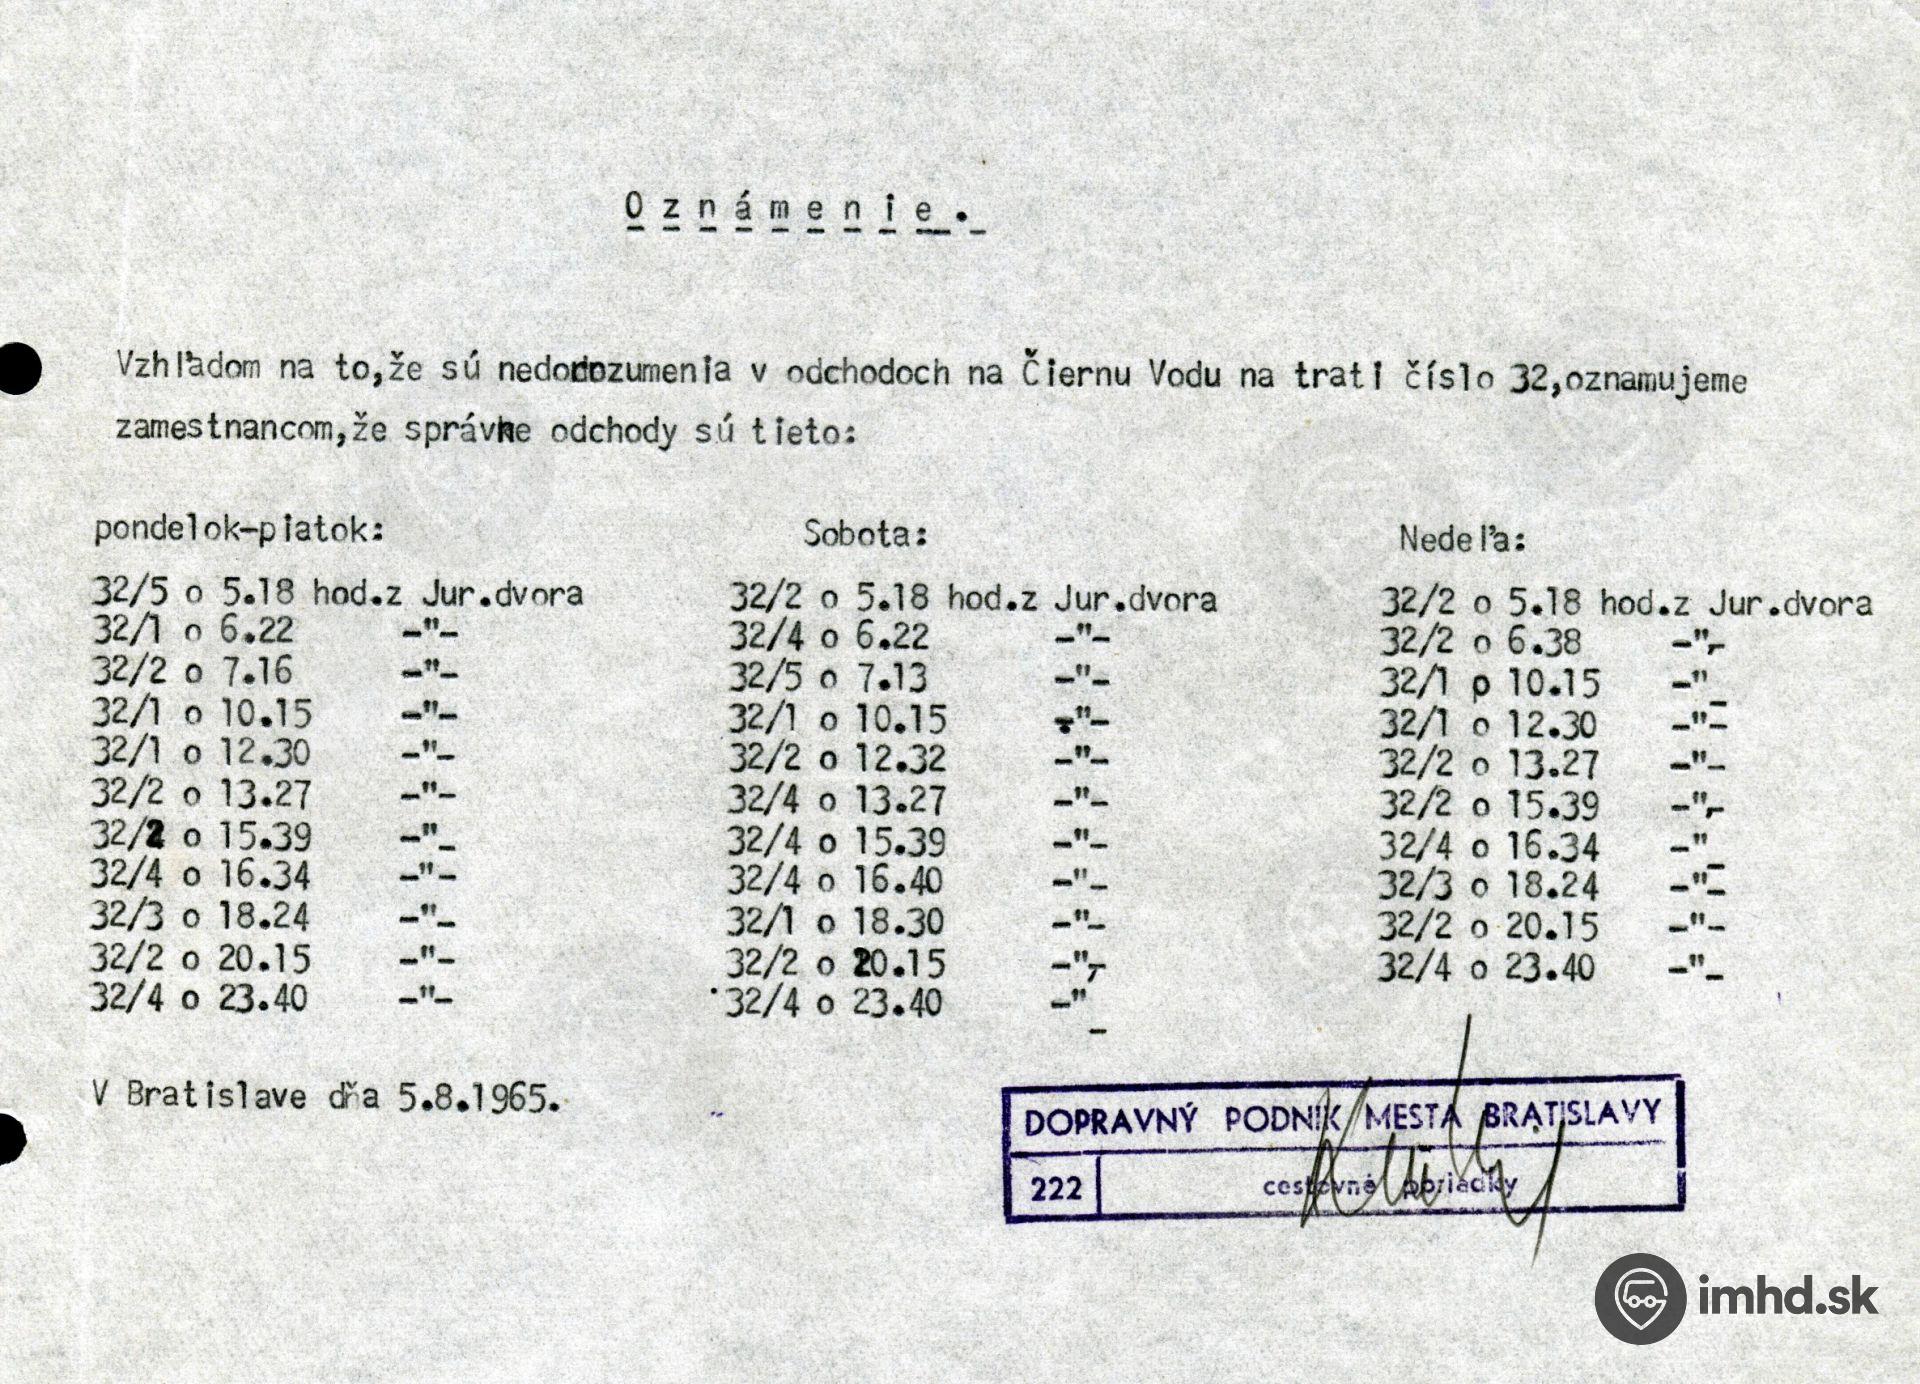 Oznámenie.
Vzhľadom na to,že sú nedorozumenia v odchodoch na Čiernu Vodu na trati číslo 32,oznamujeme
zamestnancom,že správne odchody sú tieto:
pondelok-piatok:
32/5 o 5.18 hod.z Jur.dvora
32/1 o 6.22 -"-
32/2 o 7.16 -"-
32/1 o 10.15 -"-
32/1 o 12.30 -"-
32/2 o 13.27 -"-
32/2 o 15.39 -"-
32/4 o 16.34 -"-
32/3 o 18.24 -"-
32/2 o 20.15 -"-
32/4 o 23.40 -"-
Sobota:
32/2 o 5.18 hod.z Jur.dvora
32/4 o 6.22 -"-
32/5 o 7.13 -"-
32/1 o 10.15 -"-
32/2 o 12.32 -"-
32/4 o 13.27 -"-
32/4 o 15.39 -"-
32/4 o 16.40 -"-
32/1 o 18.30 -"-
32/2 o 20.15 -"-
32/4 o 23.40 -"-
Nedeľa:
32/2 o 5.18 hod.z Jur.dvora
32/2 o 6.38 -"-
32/1 p 10.15 -"-
32/1 o 12.30 -"-
32/2 o 13.27 -"-
32/2 o 15.39 -"-
32/4 o 16.34 -"-
32/3 o 18.24 -"-
32/2 o 20.15 -"-
32/4 o 23.40 -"-
V Bratislave dňa 5.8.1965.
DOPRAVNÝ PODNIK MESTA BRATISLAVY
222 cestovné poriadky
imhd.sk